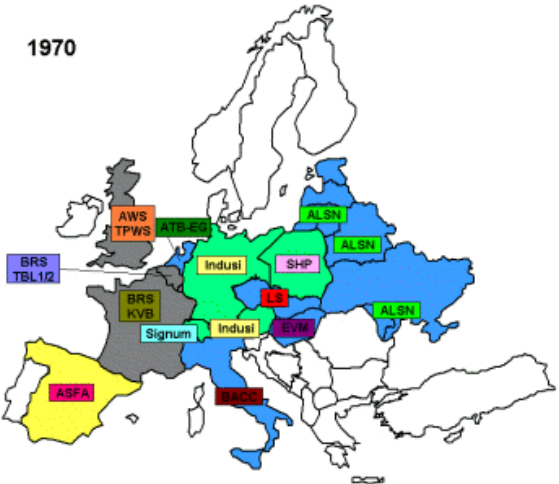 1970
ALSN
AWS
TPWS
ATB-EG
ALSN
BRS
TBL1/2
Indusi
SHP
LS
BRS
KVB
ALSN
Signum
Indusi
EVM
ASFA
BACC